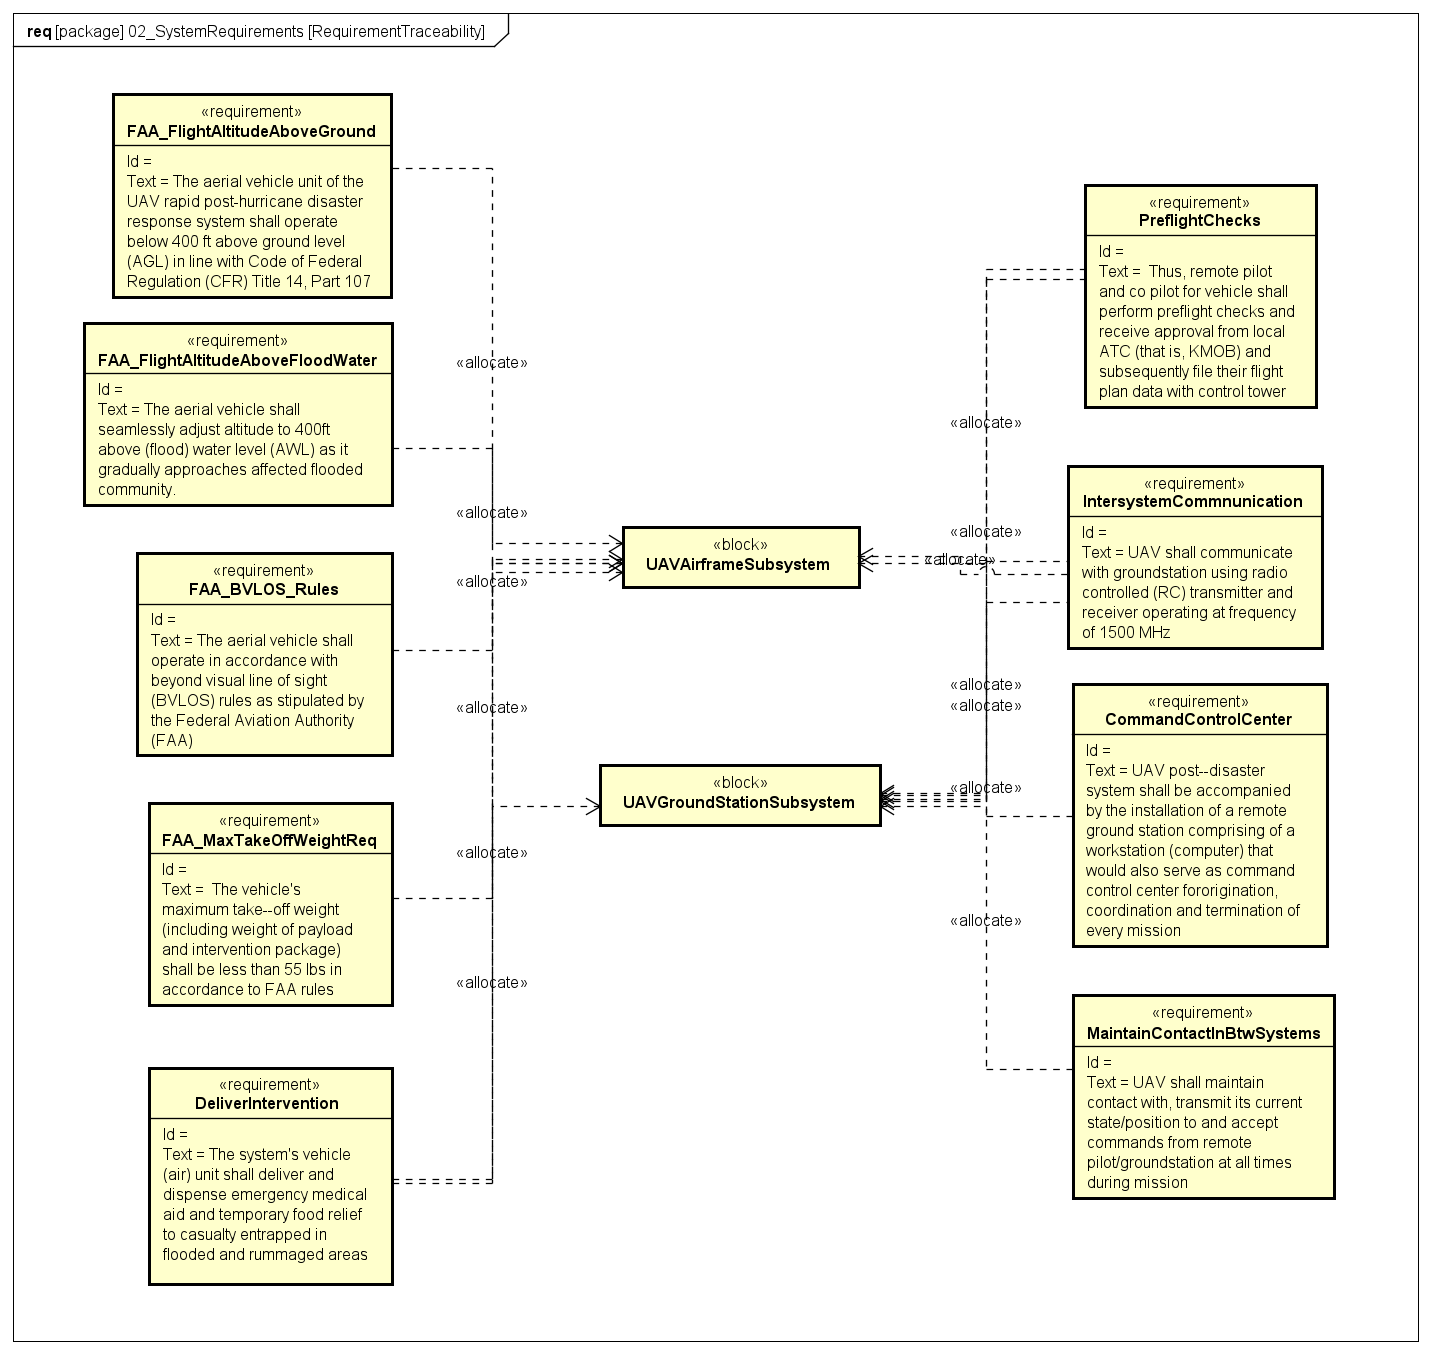 req [package] 02_SystemRequirements [RequirementTraceability]
«requirement»
FAA_FlightAltitudeAboveGround
Id =
Text = The aerial vehicle unit of the
UAV rapid post-hurricane disaster
response system shall operate
below 400 ft above ground level
(AGL) in line with Code of Federal
Regulation (CFR) Title 14, Part 107
«requirement»
FAA_FlightAltitudeAboveFloodWater
Id =
Text = The aerial vehicle shall
seamlessly adjust altitude to 400ft
above (flood) water level (AWL) as it
gradually approaches affected flooded
community.
«requirement»
FAA_BVLOS_Rules
Id =
Text = The aerial vehicle shall
operate in accordance with
beyond visual line of sight
(BVLOS) rules as stipulated by
the Federal Aviation Authority
(FAA)
«requirement»
FAA_MaxTakeOffWeightReq
Id =
Text =  The vehicle's
maximum take--off weight
(including weight of payload
and intervention package)
shall be less than 55 lbs in
accordance to FAA rules
«requirement»
DeliverIntervention
Id =
Text = The system's vehicle
(air) unit shall deliver and
dispense emergency medical
aid and temporary food relief
to casualty entrapped in
flooded and rummaged areas
«allocate»
«allocate»
«allocate»
«allocate»
«allocate»
«allocate»
«block»
UAVAirframeSubsystem
«block»
UAVGroundStationSubsystem
«allocate»
«allocate»
«allocate»
«allocate»
«allocate»
«allocate»
«allocate»
«requirement»
PreflightChecks
Id =
Text =  Thus, remote pilot
and co pilot for vehicle shall
perform preflight checks and
receive approval from local
ATC (that is, KMOB) and
subsequently file their flight
plan data with control tower
«requirement»
IntersystemCommnunication
Id =
Text = UAV shall communicate
with groundstation using radio
controlled (RC) transmitter and
receiver operating at frequency
of 1500 MHz
«requirement»
CommandControlCenter
Id =
Text = UAV post--disaster
system shall be accompanied
by the installation of a remote
ground station comprising of a
workstation (computer) that
would also serve as command
control center fororigination,
coordination and termination of
every mission
«requirement»
MaintainContactInBtwSystems
Id =
Text = UAV shall maintain
contact with, transmit its current
state/position to and accept
commands from remote
pilot/groundstation at all times
during mission